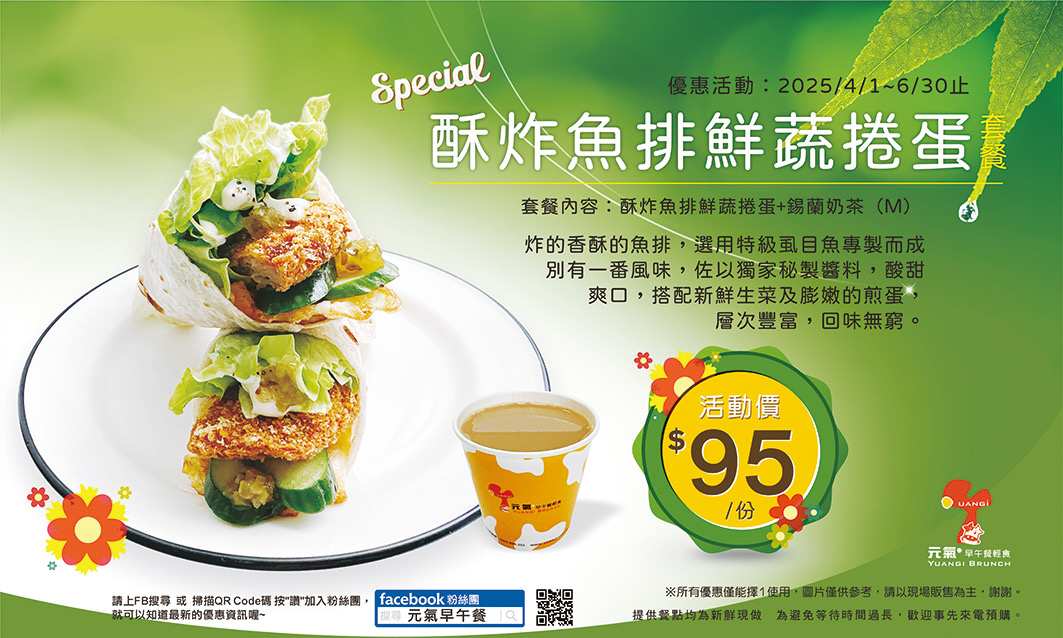 Special
優惠活動：2025/4/1~6/30止
酥炸魚排鮮蔬捲蛋套餐
套餐內容：酥炸魚排鮮蔬捲蛋+錫蘭奶茶（M）
炸的香酥的魚排，選用特級虱目魚專製而成
別有一番風味，佐以獨家秘製醬料，酸甜
爽口，搭配新鮮生菜及膨嫩的煎蛋，
層次豐富，回味無窮。
活動價
$95
/份
元氣 早午餐輕食
YUANGI BRUNCH
UANGI
元氣 早午餐輕食
YUANGI BRUNCH
請上FB搜尋 或 掃描QR Code碼 按"讚"加入粉絲團，
就可以知道最新的優惠資訊喔~
facebook 粉絲團
搜尋 元氣早午餐
※所有優惠僅能擇1使用，圖片僅供參考，請以現場販售為主，謝謝。
提供餐點均為新鮮現做 為避免等待時間過長，歡迎事先來電預購。